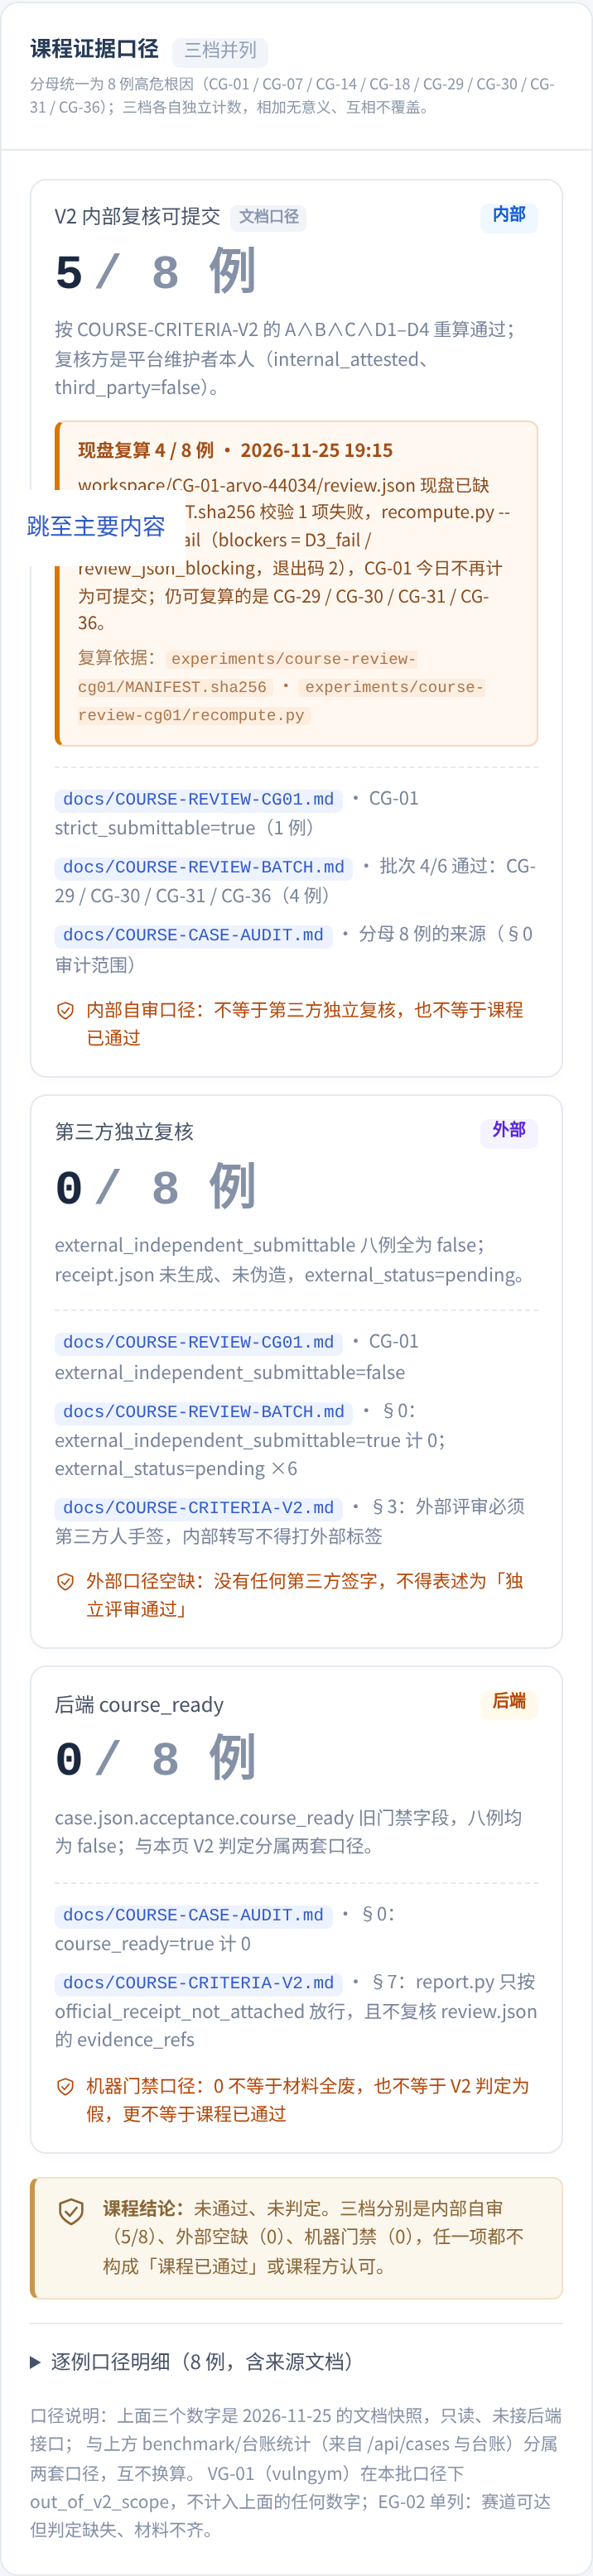 课程证据口径 三档并列
分母统一为 8 例高危根因（CG-01 / CG-07 / CG-14 / CG-18 / CG-29 / CG-30 / CG-
31 / CG-36）；三档各自独立计数，相加无意义、互相不覆盖。
V2 内部复核可提交 文档口径 内部
5 / 8 例
按 COURSE-CRITERIA-V2 的 A∧B∧C∧D1–D4 重算通过；
复核方是平台维护者本人（internal_attested、
third_party=false）。
现盘复算 4 / 8 例 · 2026-11-25 19:15
workspace/CG-01-arvo-44034/review.json 现盘已缺
跳至主要内容
T.sha256 校验 1 项失败，recompute.py --
ail（blockers = D3_fail /
review_json_blocking，退出码 2），CG-01 今日不再计
为可提交；仍可复算的是 CG-29 / CG-30 / CG-31 / CG-
36。
复算依据： experiments/course-review-
cg01/MANIFEST.sha256 · experiments/course-
review-cg01/recompute.py
docs/COURSE-REVIEW-CG01.md · CG-01
strict_submittable=true（1 例）
docs/COURSE-REVIEW-BATCH.md · 批次 4/6 通过：CG-
29 / CG-30 / CG-31 / CG-36（4 例）
docs/COURSE-CASE-AUDIT.md · 分母 8 例的来源（§0
审计范围）
内部自审口径：不等于第三方独立复核，也不等于课程
已通过
第三方独立复核 外部
0 / 8 例
external_independent_submittable 八例全为 false；
receipt.json 未生成、未伪造，external_status=pending。
docs/COURSE-REVIEW-CG01.md · CG-01
external_independent_submittable=false
docs/COURSE-REVIEW-BATCH.md · §0：
external_independent_submittable=true 计 0；
external_status=pending ×6
docs/COURSE-CRITERIA-V2.md · §3：外部评审必须
第三方人手签，内部转写不得打外部标签
外部口径空缺：没有任何第三方签字，不得表述为「独
立评审通过」
后端 course_ready 后端
0 / 8 例
case.json.acceptance.course_ready 旧门禁字段，八例均
为 false；与本页 V2 判定分属两套口径。
docs/COURSE-CASE-AUDIT.md · §0：
course_ready=true 计 0
docs/COURSE-CRITERIA-V2.md · §7：report.py 只按
official_receipt_not_attached 放行，且不复核 review.json
的 evidence_refs
机器门禁口径：0 不等于材料全废，也不等于 V2 判定为
假，更不等于课程已通过
课程结论：未通过、未判定。三档分别是内部自审
（5/8）、外部空缺（0）、机器门禁（0），任一项都不
构成「课程已通过」或课程方认可。
▶ 逐例口径明细（8 例，含来源文档）
口径说明：上面三个数字是 2026-11-25 的文档快照，只读、未接后端
接口； 与上方 benchmark/台账统计（来自 /api/cases 与台账）分属
两套口径，互不换算。 VG-01（vulngym）在本批口径下
out_of_v2_scope，不计入上面的任何数字；EG-02 单列：赛道可达
但判定缺失、材料不齐。